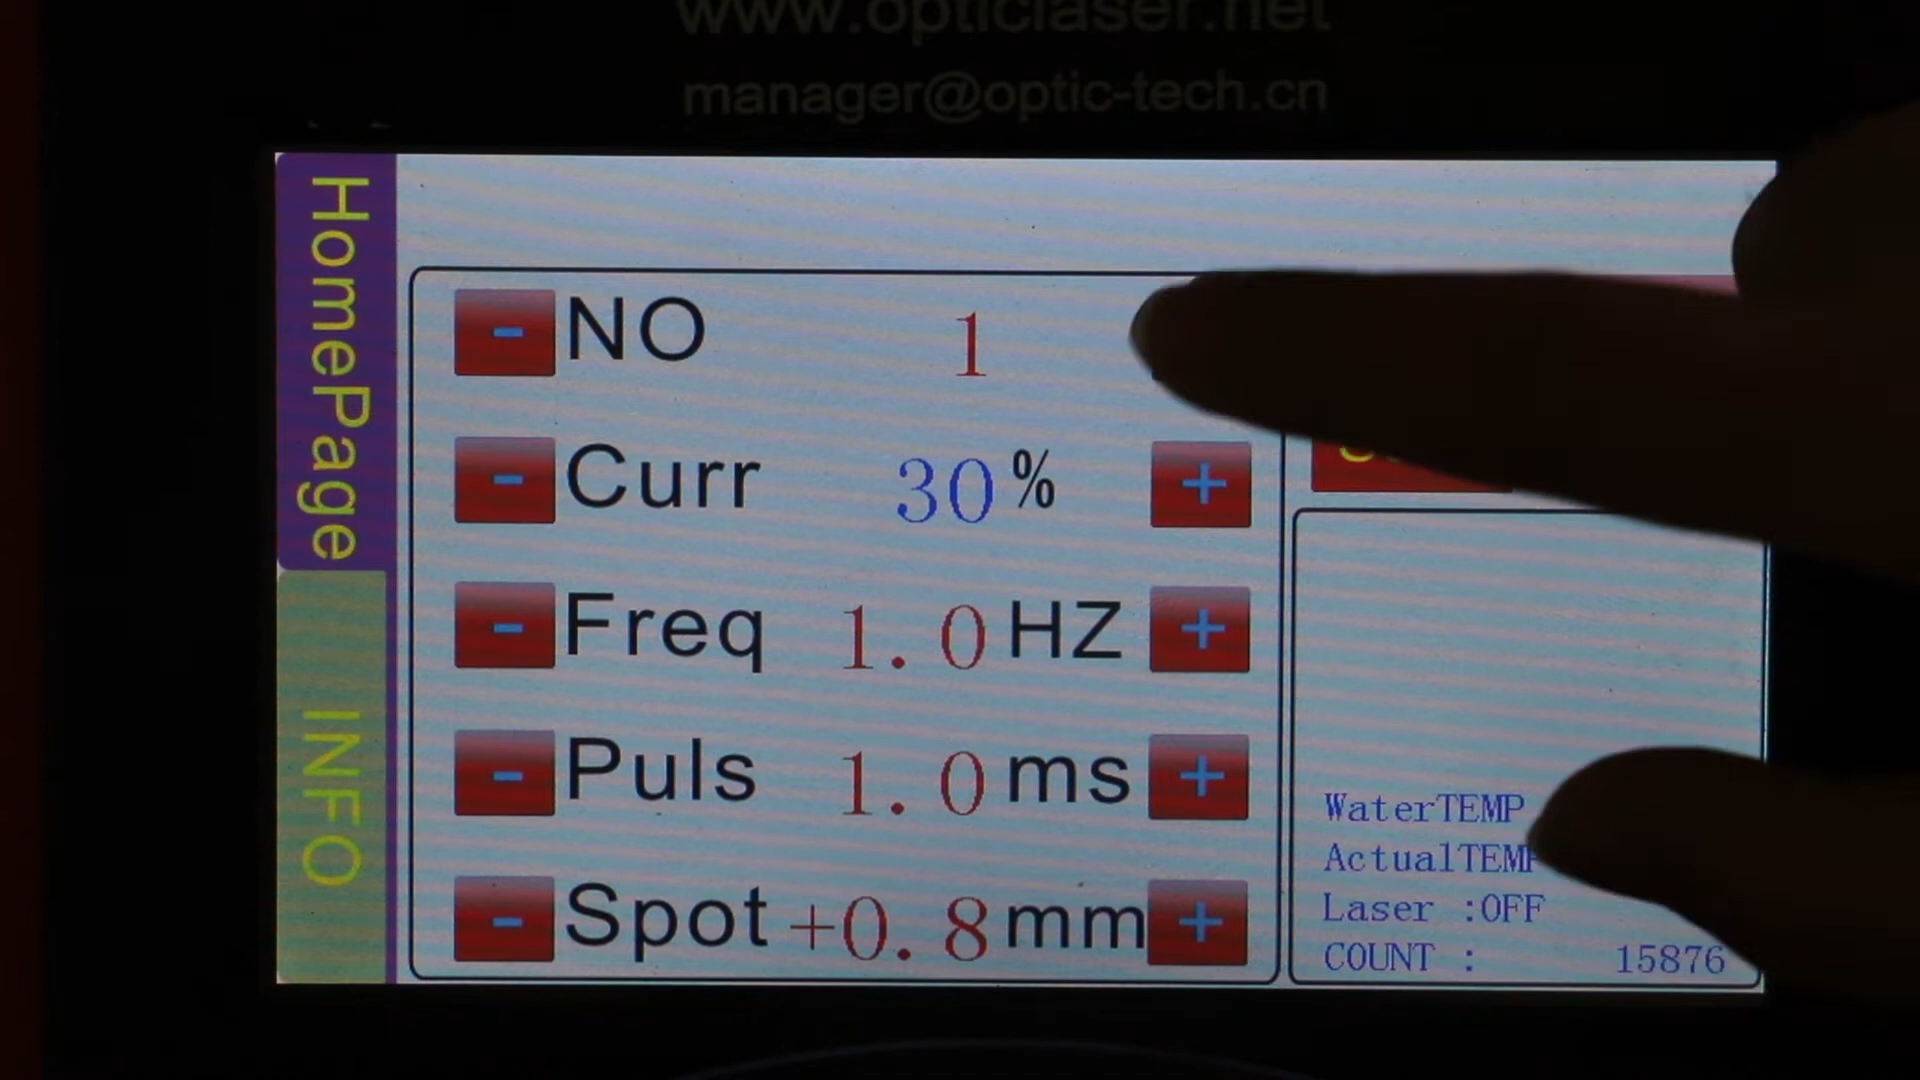 www.opticlaser.net
manager@optic-tech.cn
HomePage
INFO
- NO 1
- Curr 30 % +
- Freq 1.0 HZ +
- Puls 1.0 ms +
- Spot +0.8 mm +
WaterTEMP
ActualTEMP
Laser :OFF
COUNT : 15876